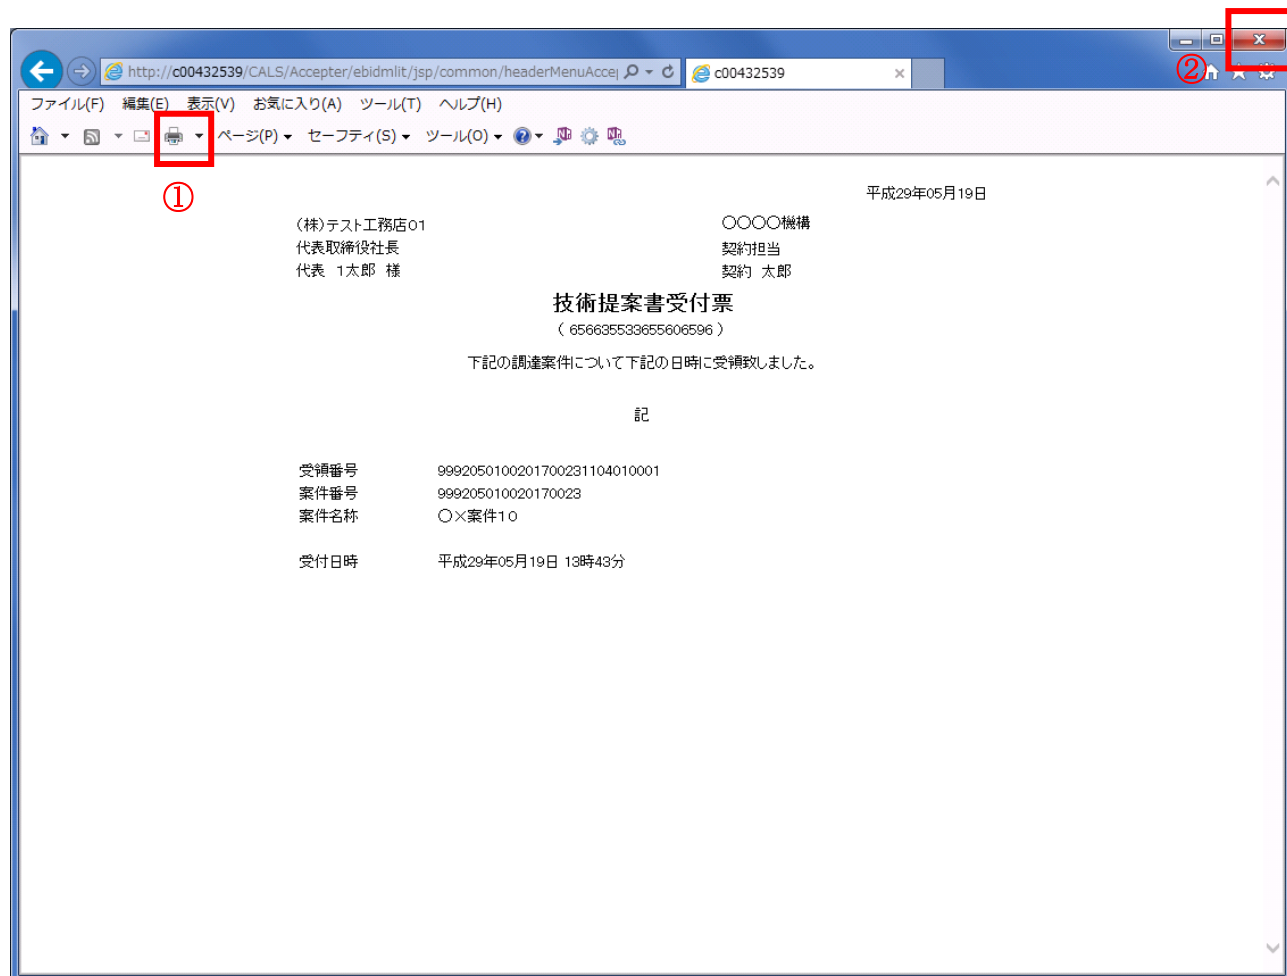 ②
http://c00432539/CALS/Accepter/ebidmlit/jsp/common/headerMenuAccep
c00432539
ファイル(F) 編集(E) 表示(V) お気に入り(A) ツール(T) ヘルプ(H)
ページ(P) セーフティ(S) ツール(O)
①
平成29年05月19日
(株)テスト工務店01
〇〇〇〇機構
代表取締役社長
契約担当
代表 1太郎 様
契約 太郎
技術提案書受付票
( 656635533655606596 )
下記の調達案件について下記の日時に受領致しました。
記
受領番号 9992050100201700231104010001
案件番号 999205010020170023
案件名称 〇×案件10
受付日時 平成29年05月19日 13時43分